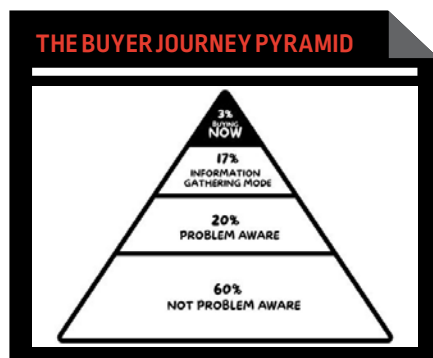 THE BUYER JOURNEY PYRAMID
3%
BUYING
NOW
17%
INFORMATION
GATHERING MODE
20%
PROBLEM AWARE
60%
NOT PROBLEM AWARE